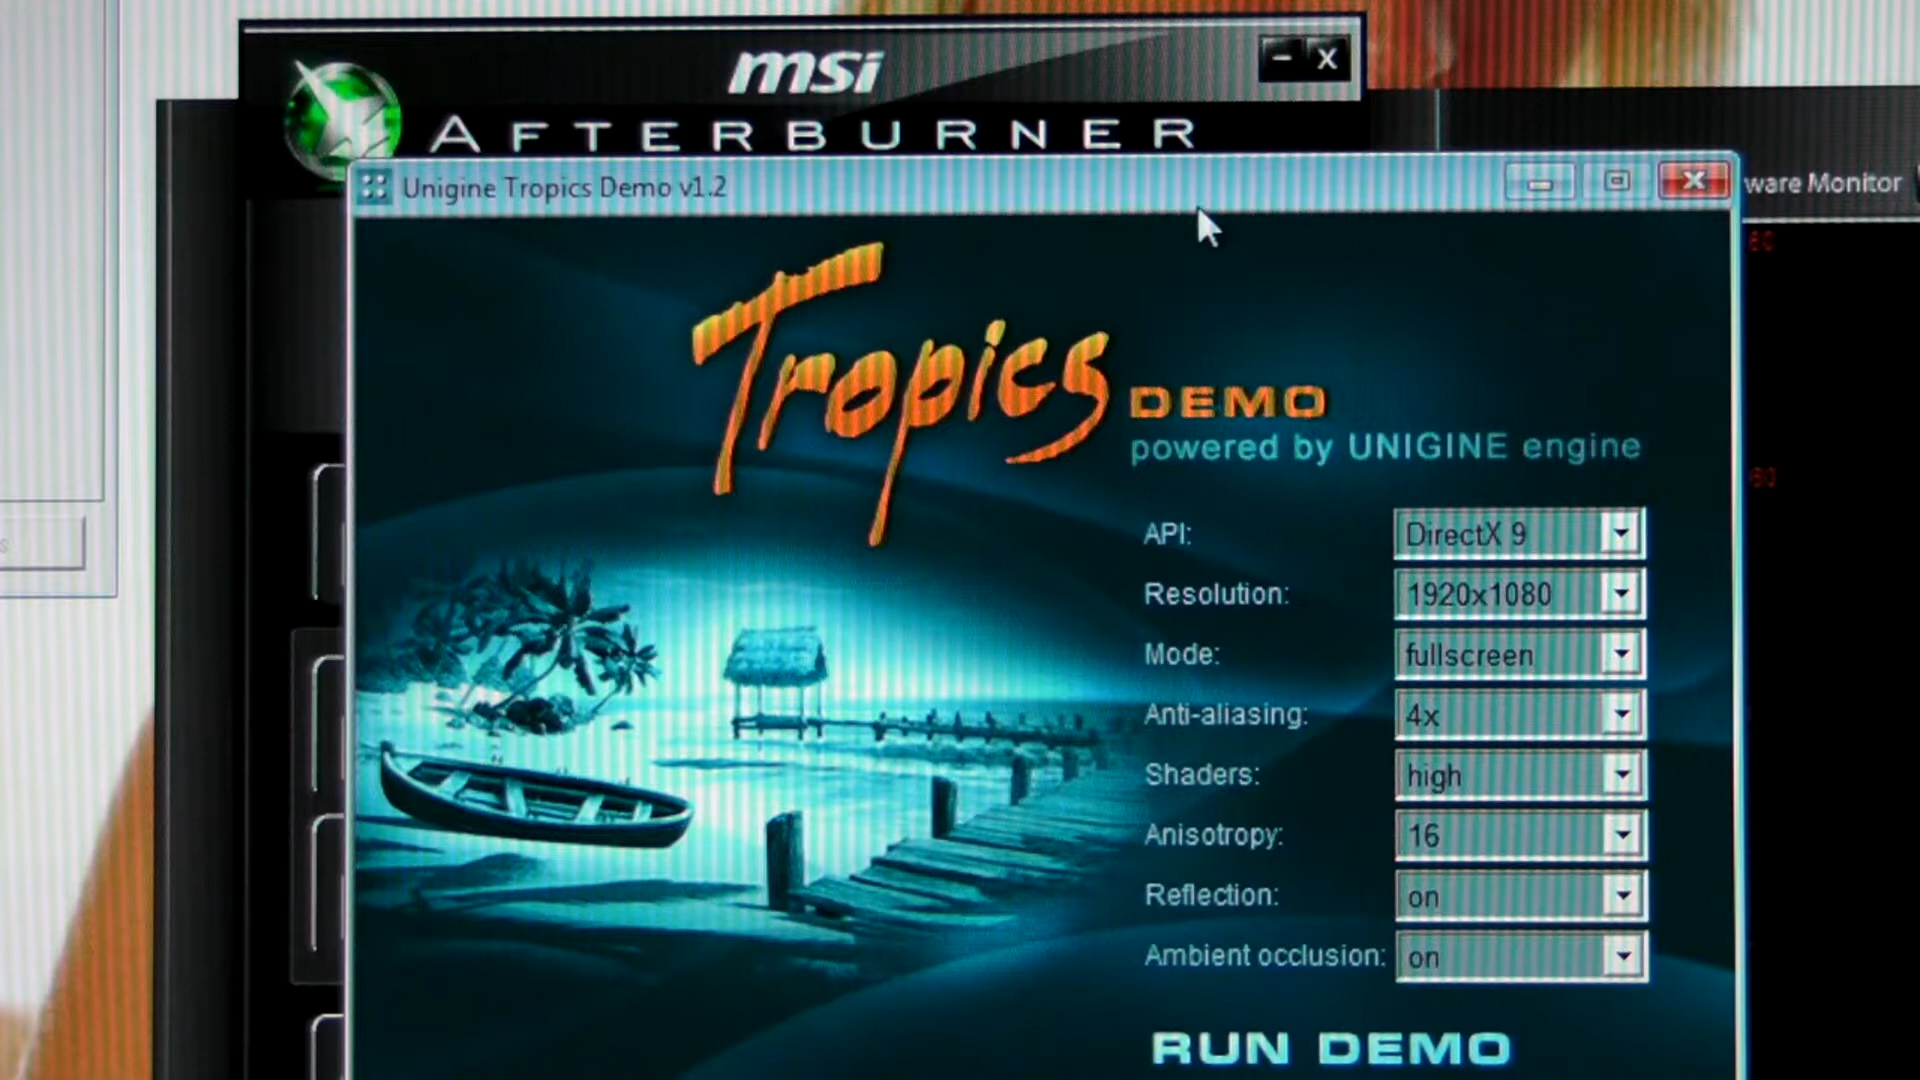 msi
AFTERBURNER
Unigine Tropics Demo v1.2
ware Monitor
Tropics DEMO
powered by UNIGINE engine
60
API: DirectX 9
Resolution: 1920x1080
Mode: fullscreen
Anti-aliasing: 4x
Shaders: high
Anisotropy: 16
Reflection: on
Ambient occlusion: on
RUN DEMO